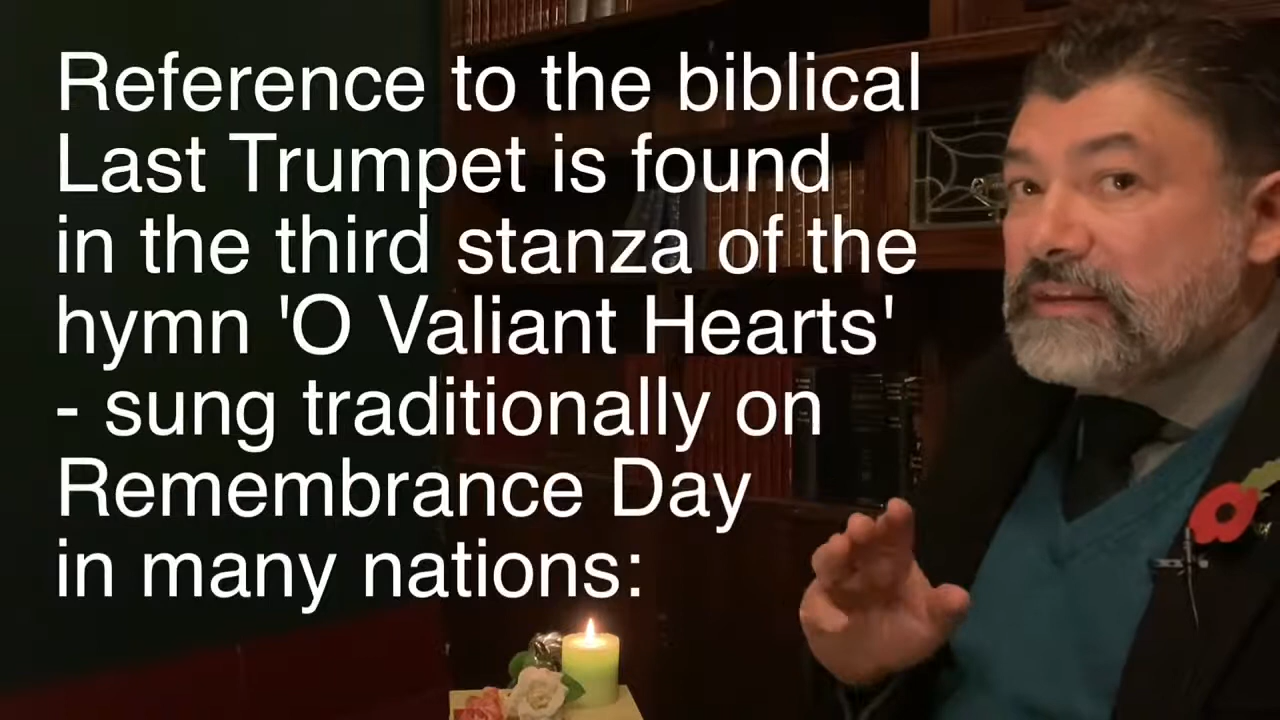 Reference to the biblical
Last Trumpet is found
in the third stanza of the
hymn 'O Valiant Hearts'
- sung traditionally on
Remembrance Day
in many nations: